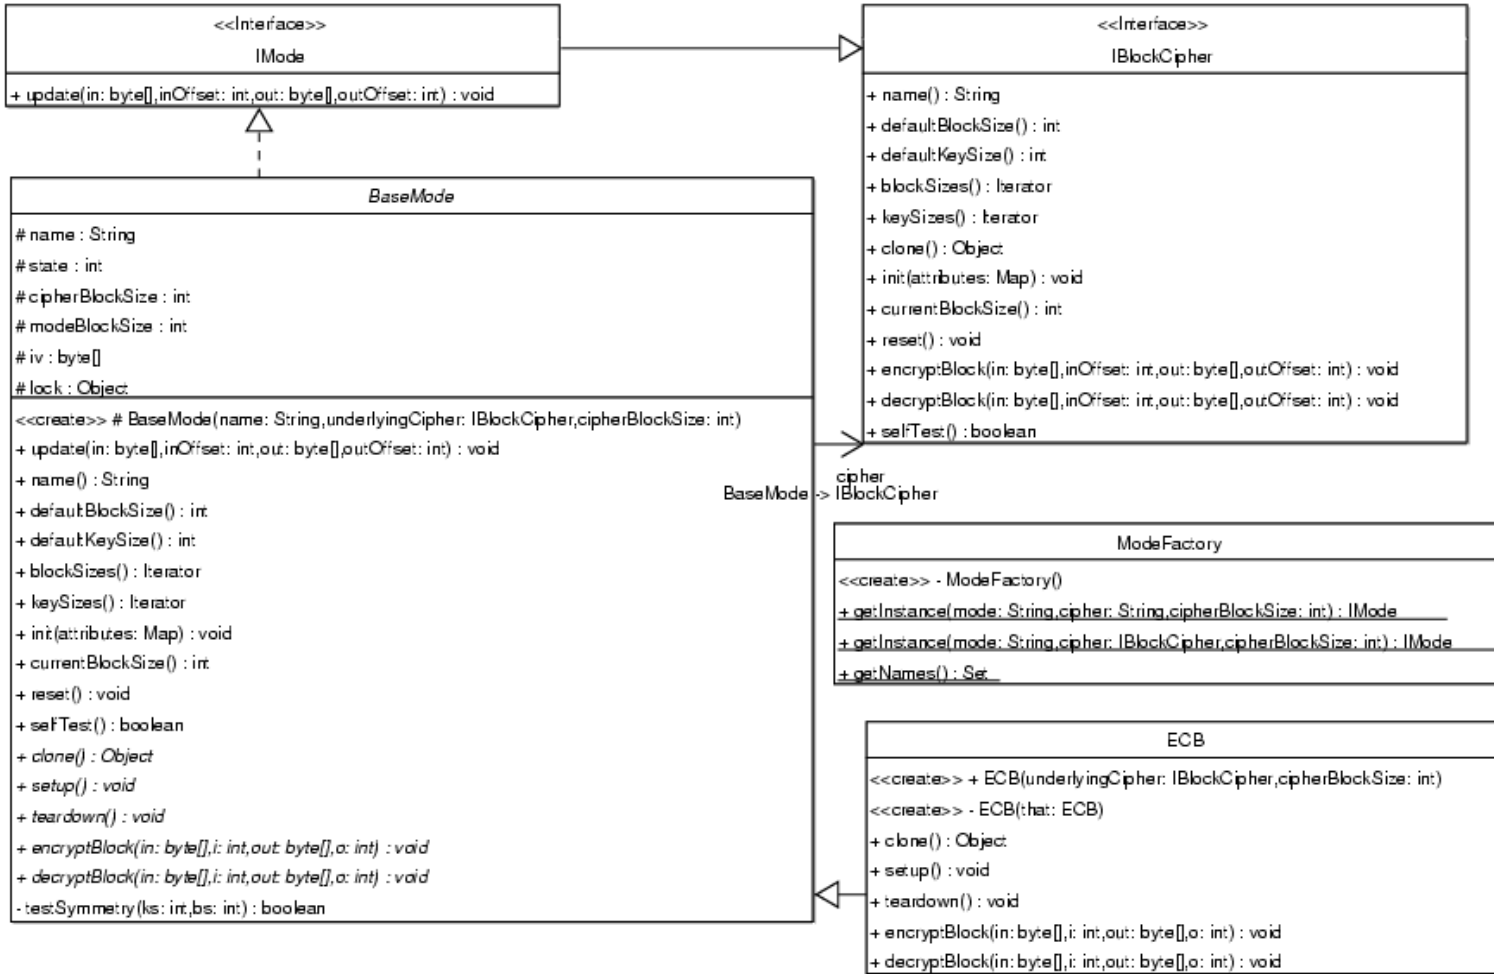 <<Interface>>
IMode
+ update(in: byte[],inOffset: int,out: byte[],outOffset: int) : void
<<Interface>>
IBlockCipher
+ name() : String
+ defaultBlockSize() : int
+ defaultKeySize() : int
+ blockSizes() : Iterator
+ keySizes() : Iterator
+ clone() : Object
+ init(attributes: Map) : void
+ currentBlockSize() : int
+ reset() : void
+ encryptBlock(in: byte[],inOffset: int,out: byte[],outOffset: int) : void
+ decryptBlock(in: byte[],inOffset: int,out: byte[],outOffset: int) : void
+ selfTest() : boolean
BaseMode
# name : String
# state : int
# cipherBlockSize : int
# modeBlockSize : int
# iv : byte[]
# lock : Object
<<create>> # BaseMode(name: String,underlyingCipher: IBlockCipher,cipherBlockSize: int)
+ update(in: byte[],inOffset: int,out: byte[],outOffset: int) : void
+ name() : String
+ defaultBlockSize() : int
+ defaultKeySize() : int
+ blockSizes() : Iterator
+ keySizes() : Iterator
+ init(attributes: Map) : void
+ currentBlockSize() : int
+ reset() : void
+ selfTest() : boolean
+ clone() : Object
+ setup() : void
+ teardown() : void
+ encryptBlock(in: byte[],i: int,out: byte[],o: int) : void
+ decryptBlock(in: byte[],i: int,out: byte[],o: int) : void
- testSymmetry(ks: int,bs: int) : boolean
cipher
BaseMode -> IBlockCipher
ModeFactory
<<create>> - ModeFactory()
+ getInstance(mode: String,cipher: String,cipherBlockSize: int) : IMode
+ getInstance(mode: String,cipher: IBlockCipher,cipherBlockSize: int) : IMode
+ getNames() : Set
ECB
<<create>> + ECB(underlyingCipher: IBlockCipher,cipherBlockSize: int)
<<create>> - ECB(that: ECB)
+ clone() : Object
+ setup() : void
+ teardown() : void
+ encryptBlock(in: byte[],i: int,out: byte[],o: int) : void
+ decryptBlock(in: byte[],i: int,out: byte[],o: int) : void